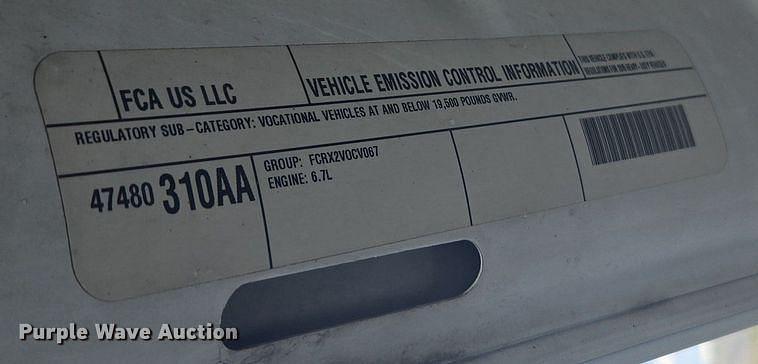 FCA US LLC
VEHICLE EMISSION CONTROL INFORMATION
REGULATORY SUB-CATEGORY: VOCATIONAL VEHICLES AT AND BELOW 19,500 POUNDS GVWR.
47480 310AA
GROUP: FCRX2VOCV067
ENGINE: 6.7L
Purple Wave Auction